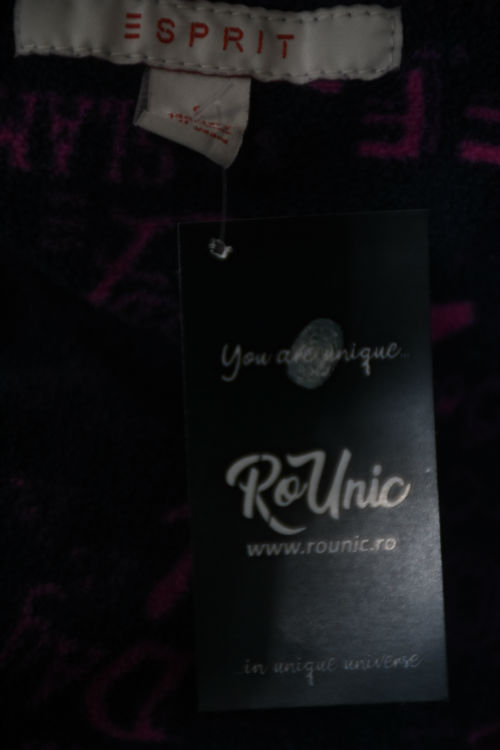 ESPRIT
You are unique...
RoUnic
www.rounic.ro
...in unique universe